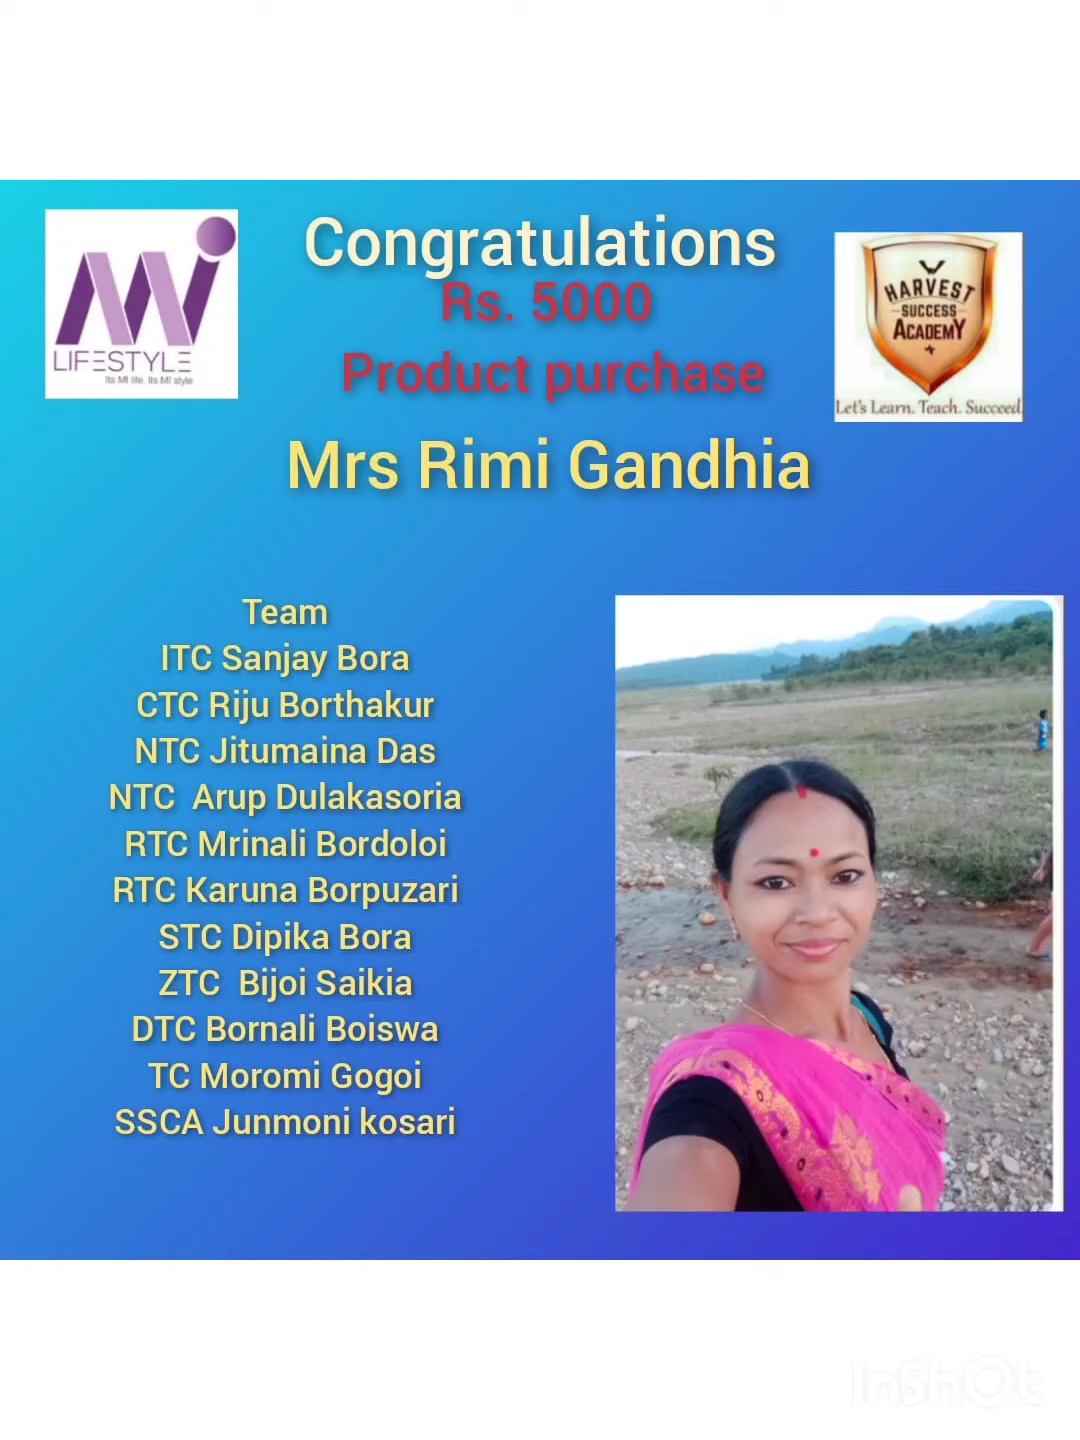 MI
LIFESTYLE
Its MI life. Its MI style
Congratulations
Rs. 5000
Product purchase
HARVEST
SUCCESS
ACADEMY
Let's Learn. Teach. Succeed.
Mrs Rimi Gandhia
Team
ITC Sanjay Bora
CTC Riju Borthakur
NTC Jitumaina Das
NTC  Arup Dulakasoria
RTC Mrinali Bordoloi
RTC Karuna Borpuzari
STC Dipika Bora
ZTC  Bijoi Saikia
DTC Bornali Boiswa
TC Moromi Gogoi
SSCA Junmoni kosari
InShOt